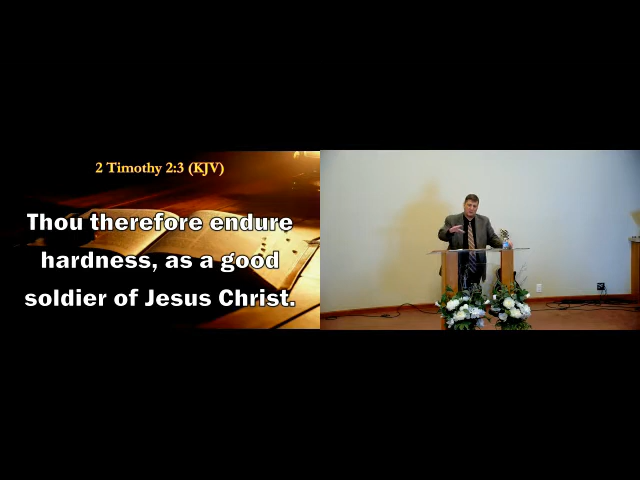 2 Timothy 2:3 (KJV)
Thou therefore endure
hardness, as a good
soldier of Jesus Christ.